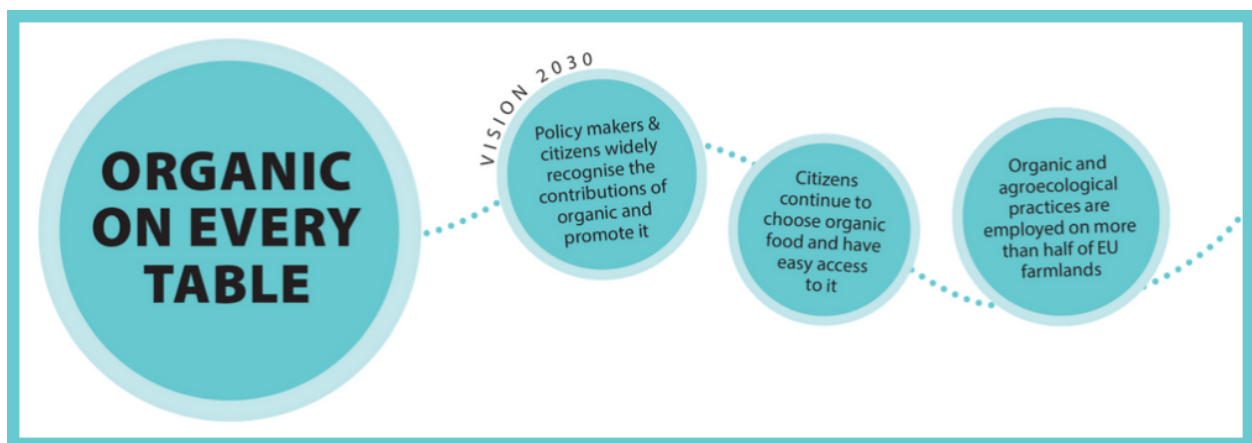 ORGANIC
ON EVERY
TABLE
VISION 2030
Policy makers &
citizens widely
recognise the
contributions of
organic and
promote it
Citizens
continue to
choose organic
food and have
easy access
to it
Organic and
agroecological
practices are
employed on more
than half of EU
farmlands